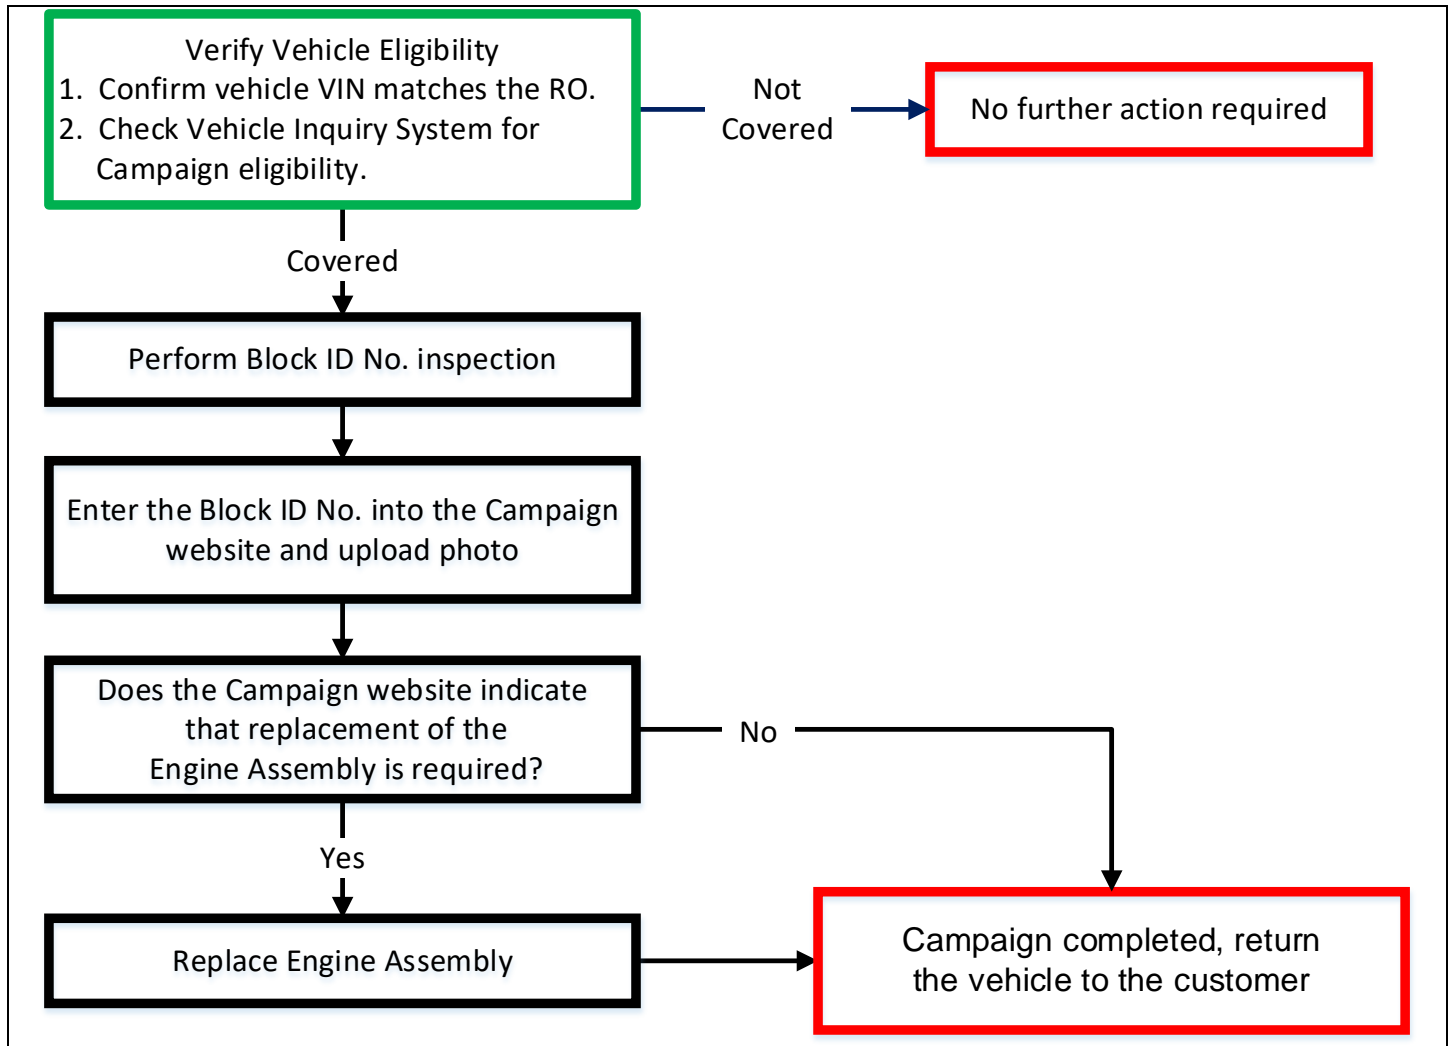 Verify Vehicle Eligibility
1. Confirm vehicle VIN matches the RO.
2. Check Vehicle Inquiry System for
Campaign eligibility.
Not
Covered
No further action required
Covered
Perform Block ID No. inspection
Enter the Block ID No. into the Campaign
website and upload photo
Does the Campaign website indicate
that replacement of the
Engine Assembly is required?
No
Yes
Replace Engine Assembly
Campaign completed, return
the vehicle to the customer